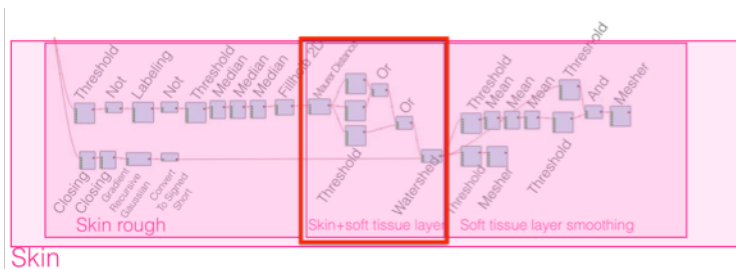 Threshold
Not
Labeling
Not
Threshold
Median
Median
Median
Fillhole 2D
Maurer Distance
Or
Or
Threshold
Mean
Mean
Mean
Threshold
And
Mesher
Closing
Closing
Gradient
Recursive
Gaussian
Convert
To Signed
Short
Threshold
Watershed
Threshold
Mesher
Threshold
Skin rough
Skin+soft tissue layer
Soft tissue layer smoothing
Skin